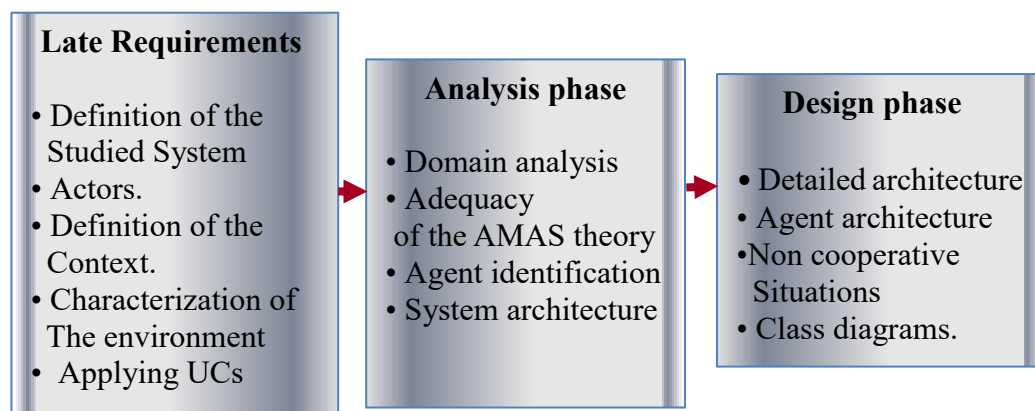 Late Requirements
• Definition of the
Studied System
• Actors.
• Definition of the
Context.
• Characterization of
The environment
• Applying UCs
Analysis phase
• Domain analysis
• Adequacy
of the AMAS theory
• Agent identification
• System architecture
Design phase
• Detailed architecture
• Agent architecture
•Non cooperative
Situations
• Class diagrams.